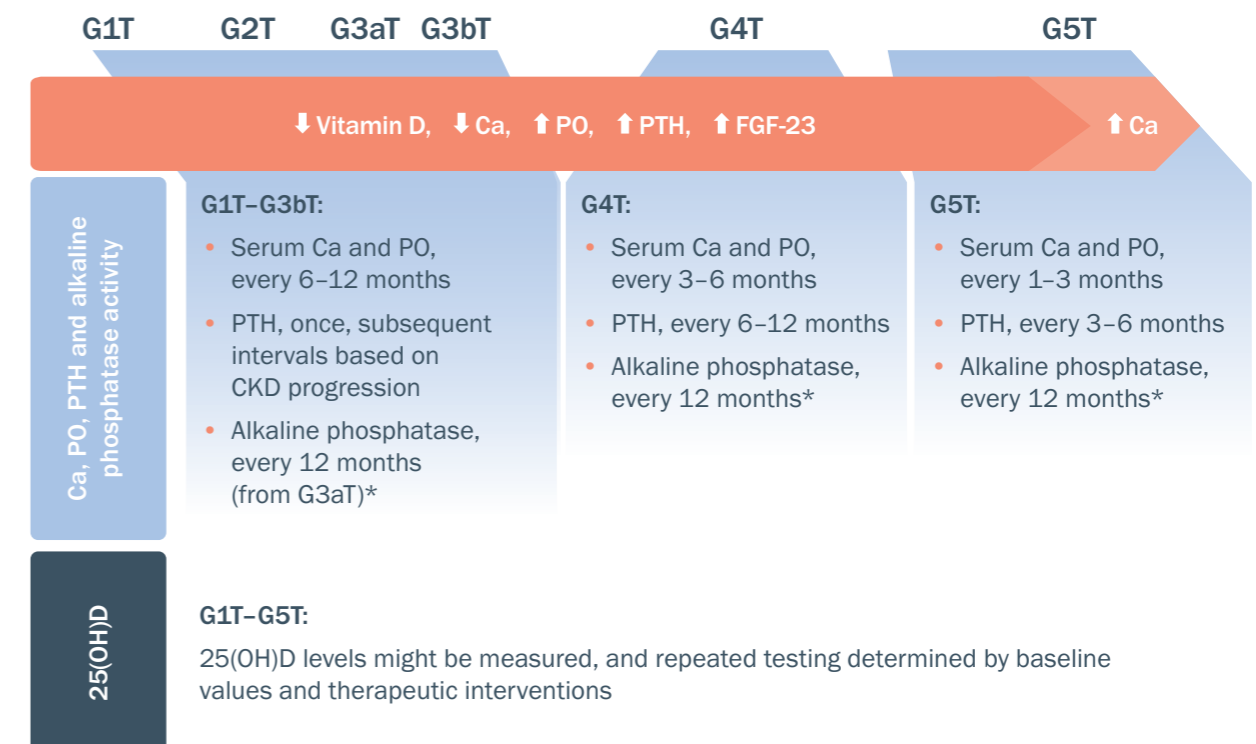 G1T G2T G3aT G3bT G4T G5T
⬇ Vitamin D, ⬇ Ca, ⬆ PO, ⬆ PTH, ⬆ FGF-23 ⬆ Ca
Ca, PO, PTH and alkaline
phosphatase activity
G1T–G3bT:
• Serum Ca and PO,
every 6–12 months
• PTH, once, subsequent
intervals based on
CKD progression
• Alkaline phosphatase,
every 12 months
(from G3aT)*
G4T:
• Serum Ca and PO,
every 3–6 months
• PTH, every 6–12 months
• Alkaline phosphatase,
every 12 months*
G5T:
• Serum Ca and PO,
every 1–3 months
• PTH, every 3–6 months
• Alkaline phosphatase,
every 12 months*
25(OH)D
G1T–G5T:
25(OH)D levels might be measured, and repeated testing determined by baseline
values and therapeutic interventions